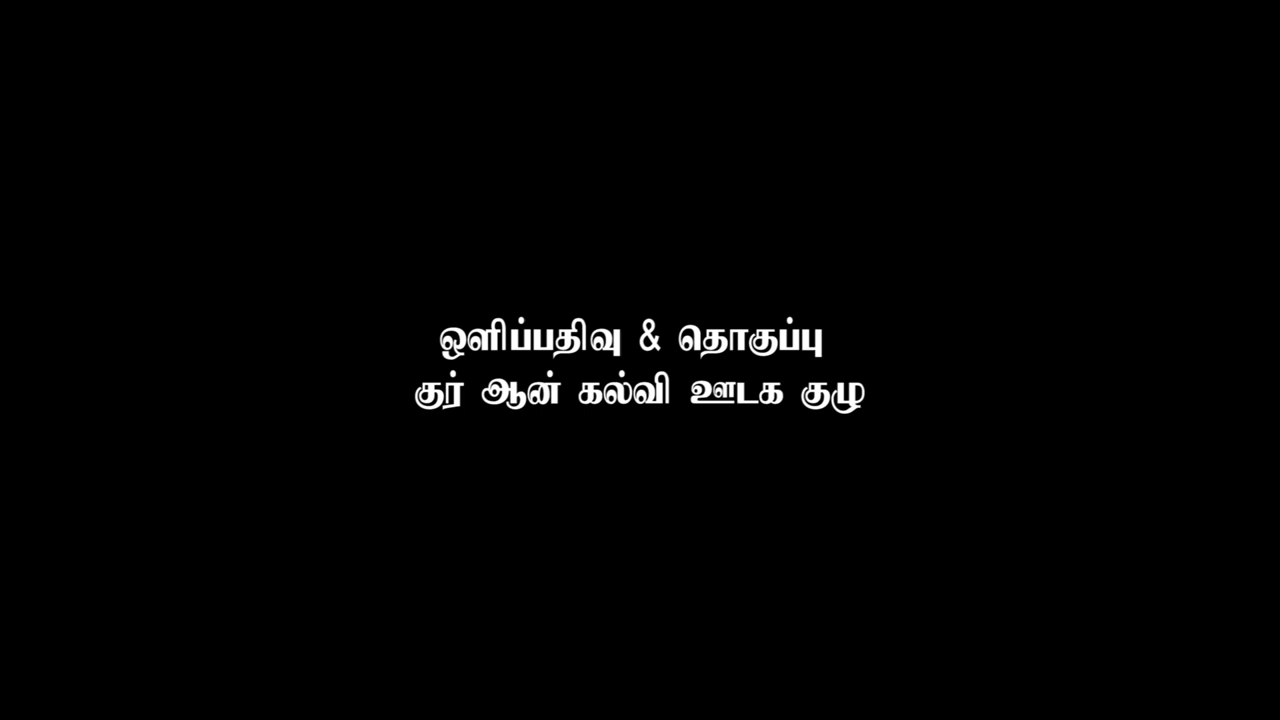 ஒளிப்பதிவு & தொகுப்பு
குர் ஆன் கல்வி ஊடக குழு